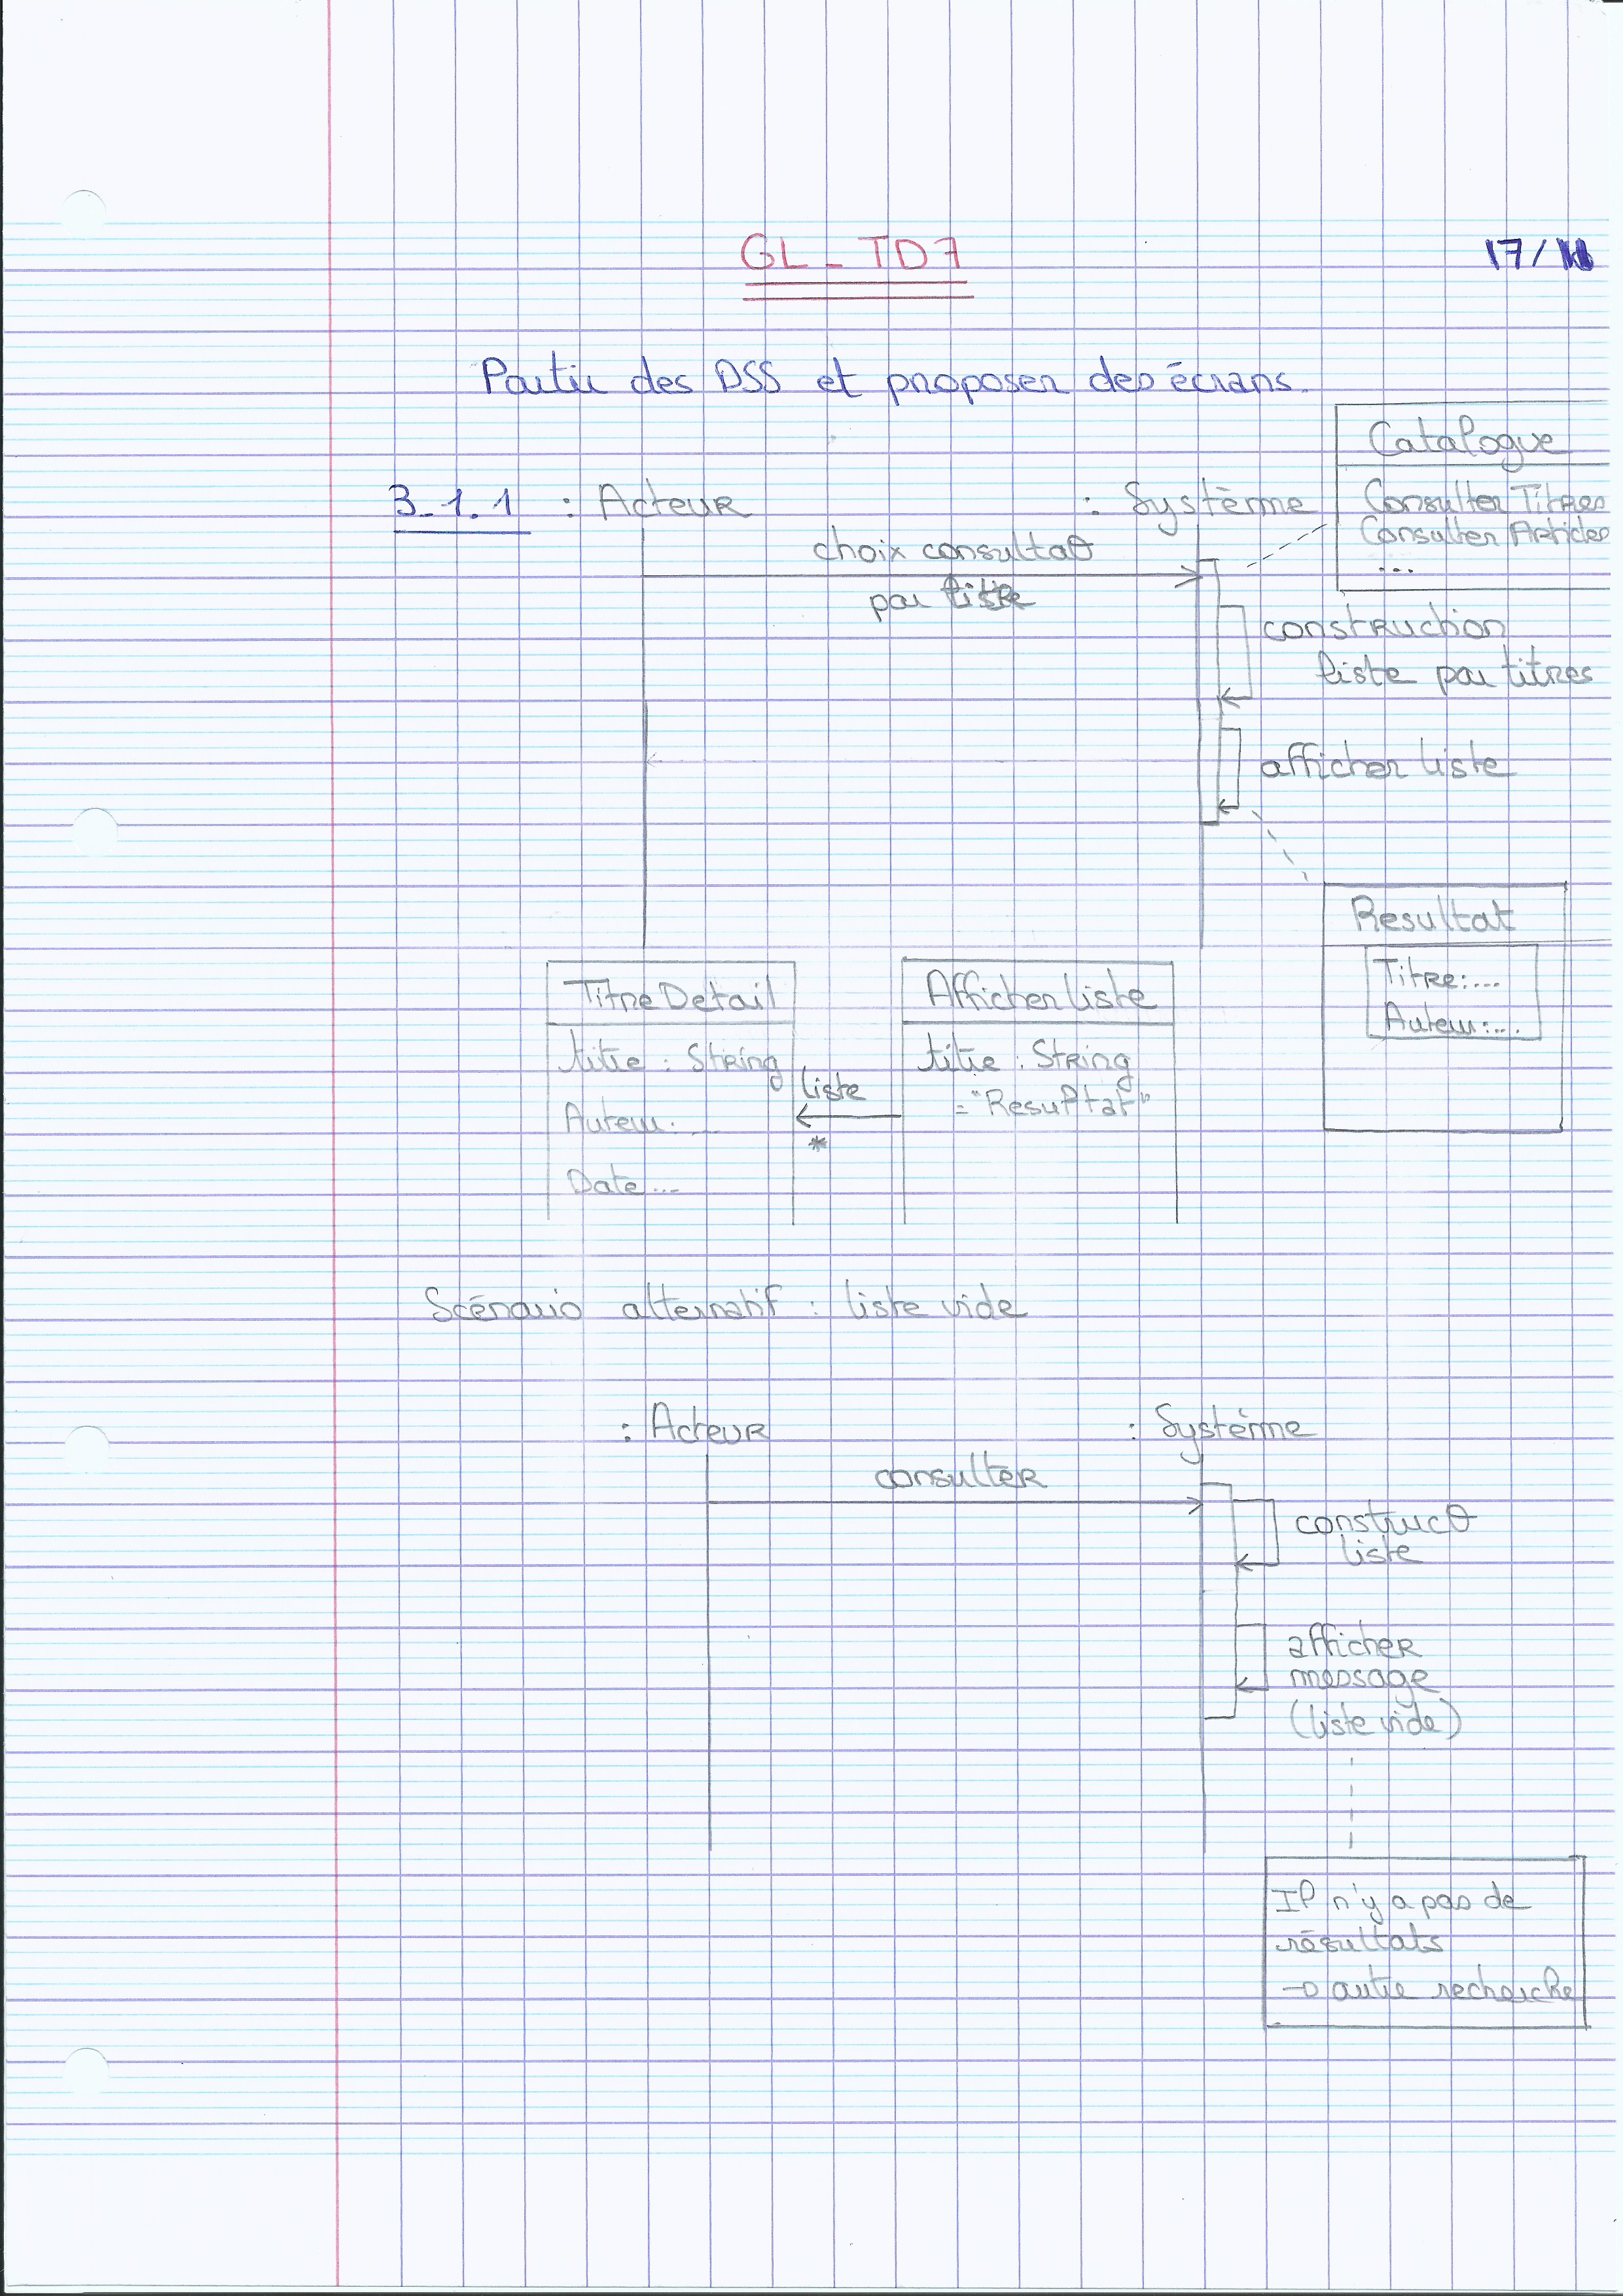 GL - TD7
17/11
Partir des DSS et proposer des écrans.
Catalogue
Consulter Titres
Consulter Articles
...
3.1.1 : Acteur : Système
choix consultaθ
par
construction
liste par titres
afficher liste
Resultat
Titre:...
Auteur:...
TitreDetail
titre : String
Auteur: ...
Date...
liste
*
Afficher liste
titre : String
= "Resultat"
Scénario alternatif : liste vide
: Acteur : Système
consulter
construcθ
liste
afficher
message
(liste vide)
Il n'y a pas de
résultats
→ autre recherche